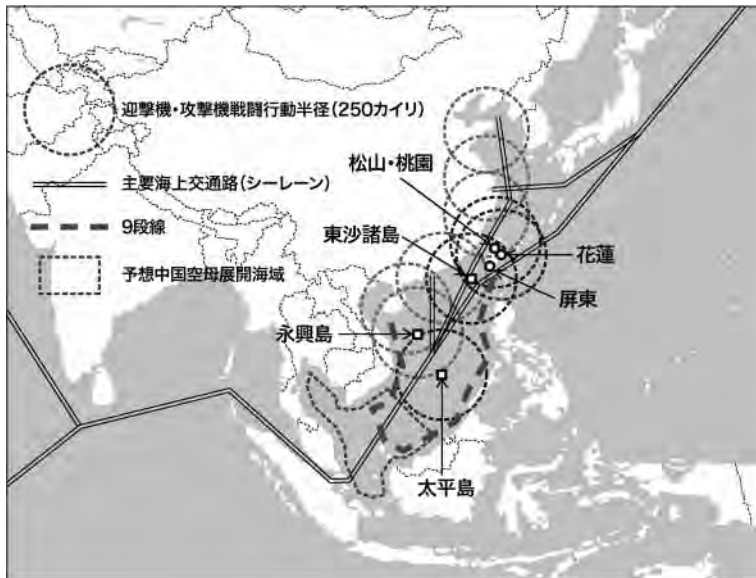 迎撃機・攻撃機戦闘行動半径(250カイリ)
主要海上交通路(シーレーン)
9段線
予想中国空母展開海域
松山・桃園
東沙諸島
花蓮
屏東
永興島
太平島